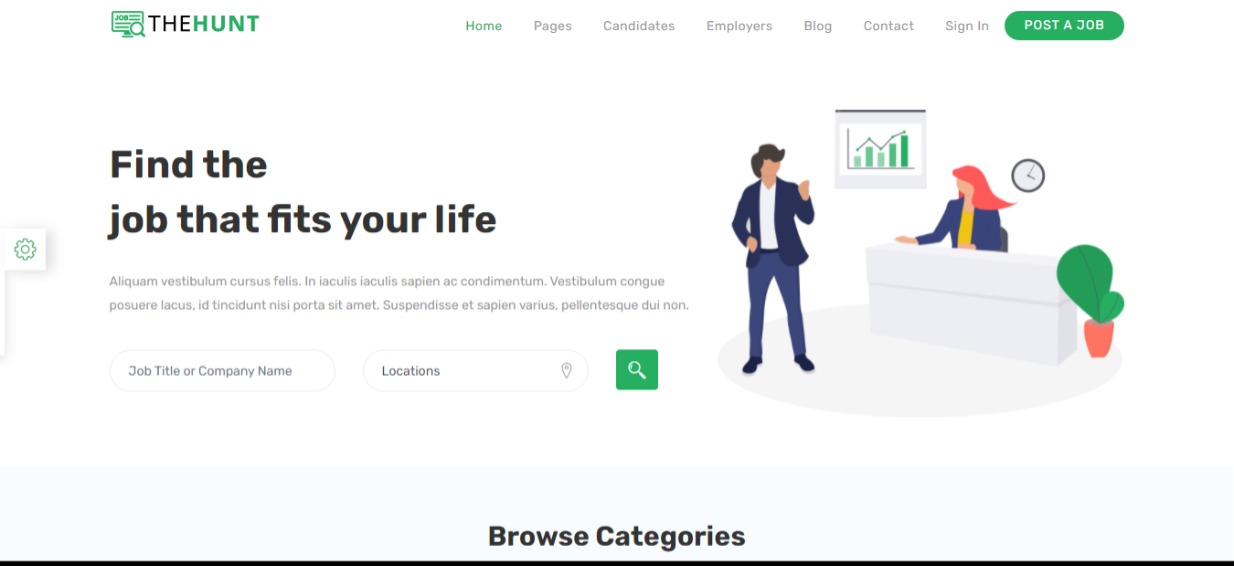 JOB THEHUNT
Home Pages Candidates Employers Blog Contact Sign In POST A JOB
Find the
job that fits your life
Aliquam vestibulum cursus felis. In iaculis iaculis sapien ac condimentum. Vestibulum congue
posuere lacus, id tincidunt nisi porta sit amet. Suspendisse et sapien varius, pellentesque dui non.
Job Title or Company Name Locations
Browse Categories